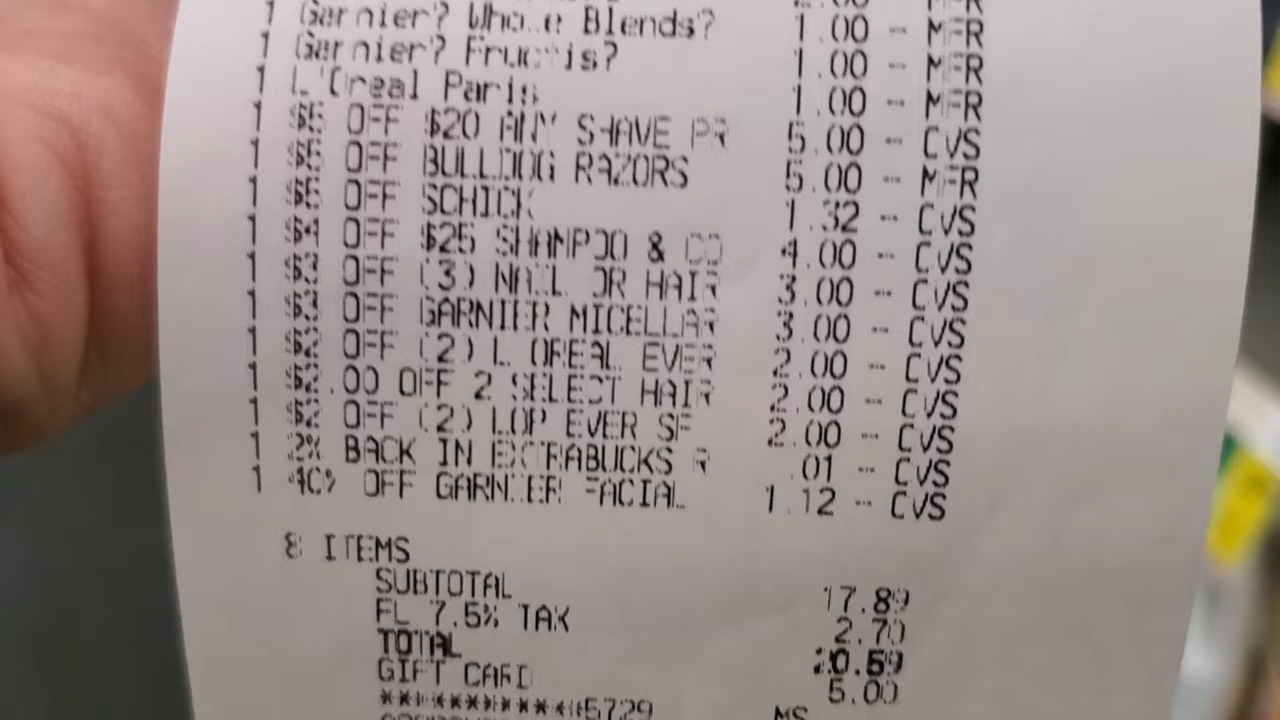 1 Garnier? Whole Blends? 1.00 - MFR
1 Garnier? Fructis? 1.00 - MFR
1 L'Oreal Paris 1.00 - MFR
1 $5 OFF $20 ANY SHAVE PR 5.00 - CVS
1 $5 OFF BULLDOG RAZORS 5.00 - MFR
1 $5 OFF SCHICK 1.32 - CVS
1 $4 OFF $25 SHAMPOO & CO 4.00 - CVS
1 $3 OFF (3) NAIL OR HAIR 3.00 - CVS
1 $3 OFF GARNIER MICELLAR 3.00 - CVS
1 $2 OFF (2) L OREAL EVER 2.00 - CVS
1 $2.00 OFF 2 SELECT HAIR 2.00 - CVS
1 $2 OFF (2) LOP EVER SF 2.00 - CVS
1 2% BACK IN EXTRABUCKS R .01 - CVS
1 40% OFF GARNIER FACIAL 1.12 - CVS
8 ITEMS
SUBTOTAL 17.89
FL 7.5% TAX 2.70
TOTAL 20.59
GIFT CARD 5.00
5729
MS